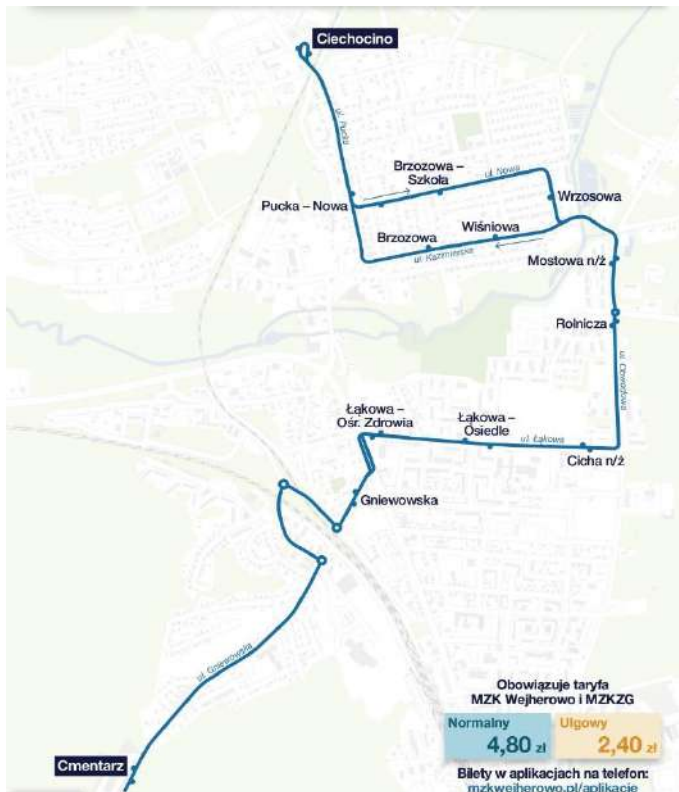 Ciechocino
ul. Pucka
Brzozowa –
Szkoła
ul. Nowa
Pucka – Nowa
Wrzosowa
Wiśniowa
Brzozowa
ul. Kazimierska
Mostowa n/ż
Rolnicza
ul. Obwodowa
Łąkowa –
Ośr. Zdrowia
Łąkowa –
Osiedle
ul. Łąkowa
Cicha n/ż
Gniewowska
ul. Gniewowska
Cmentarz
Obowiązuje taryfa
MZK Wejherowo i MZKZG
Normalny
4,80 zł
Ulgowy
2,40 zł
Bilety w aplikacjach na telefon:
mzkwejherowo.pl/aplikacje